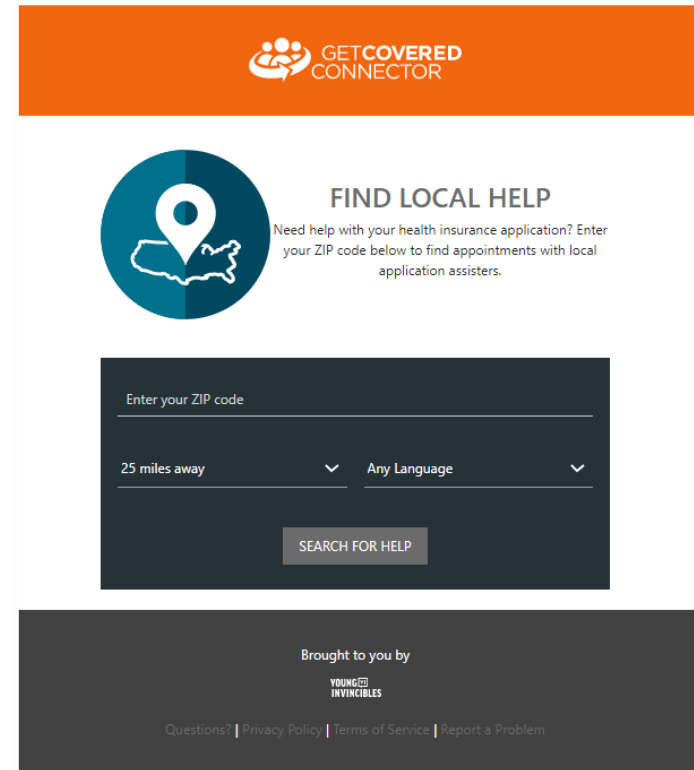 GETCOVERED
CONNECTOR
FIND LOCAL HELP
Need help with your health insurance application? Enter
your ZIP code below to find appointments with local
application assisters.
Enter your ZIP code
25 miles away
Any Language
SEARCH FOR HELP
Brought to you by
YOUNG YI
INVINCIBLES
Questions? | Privacy Policy | Terms of Service | Report a Problem